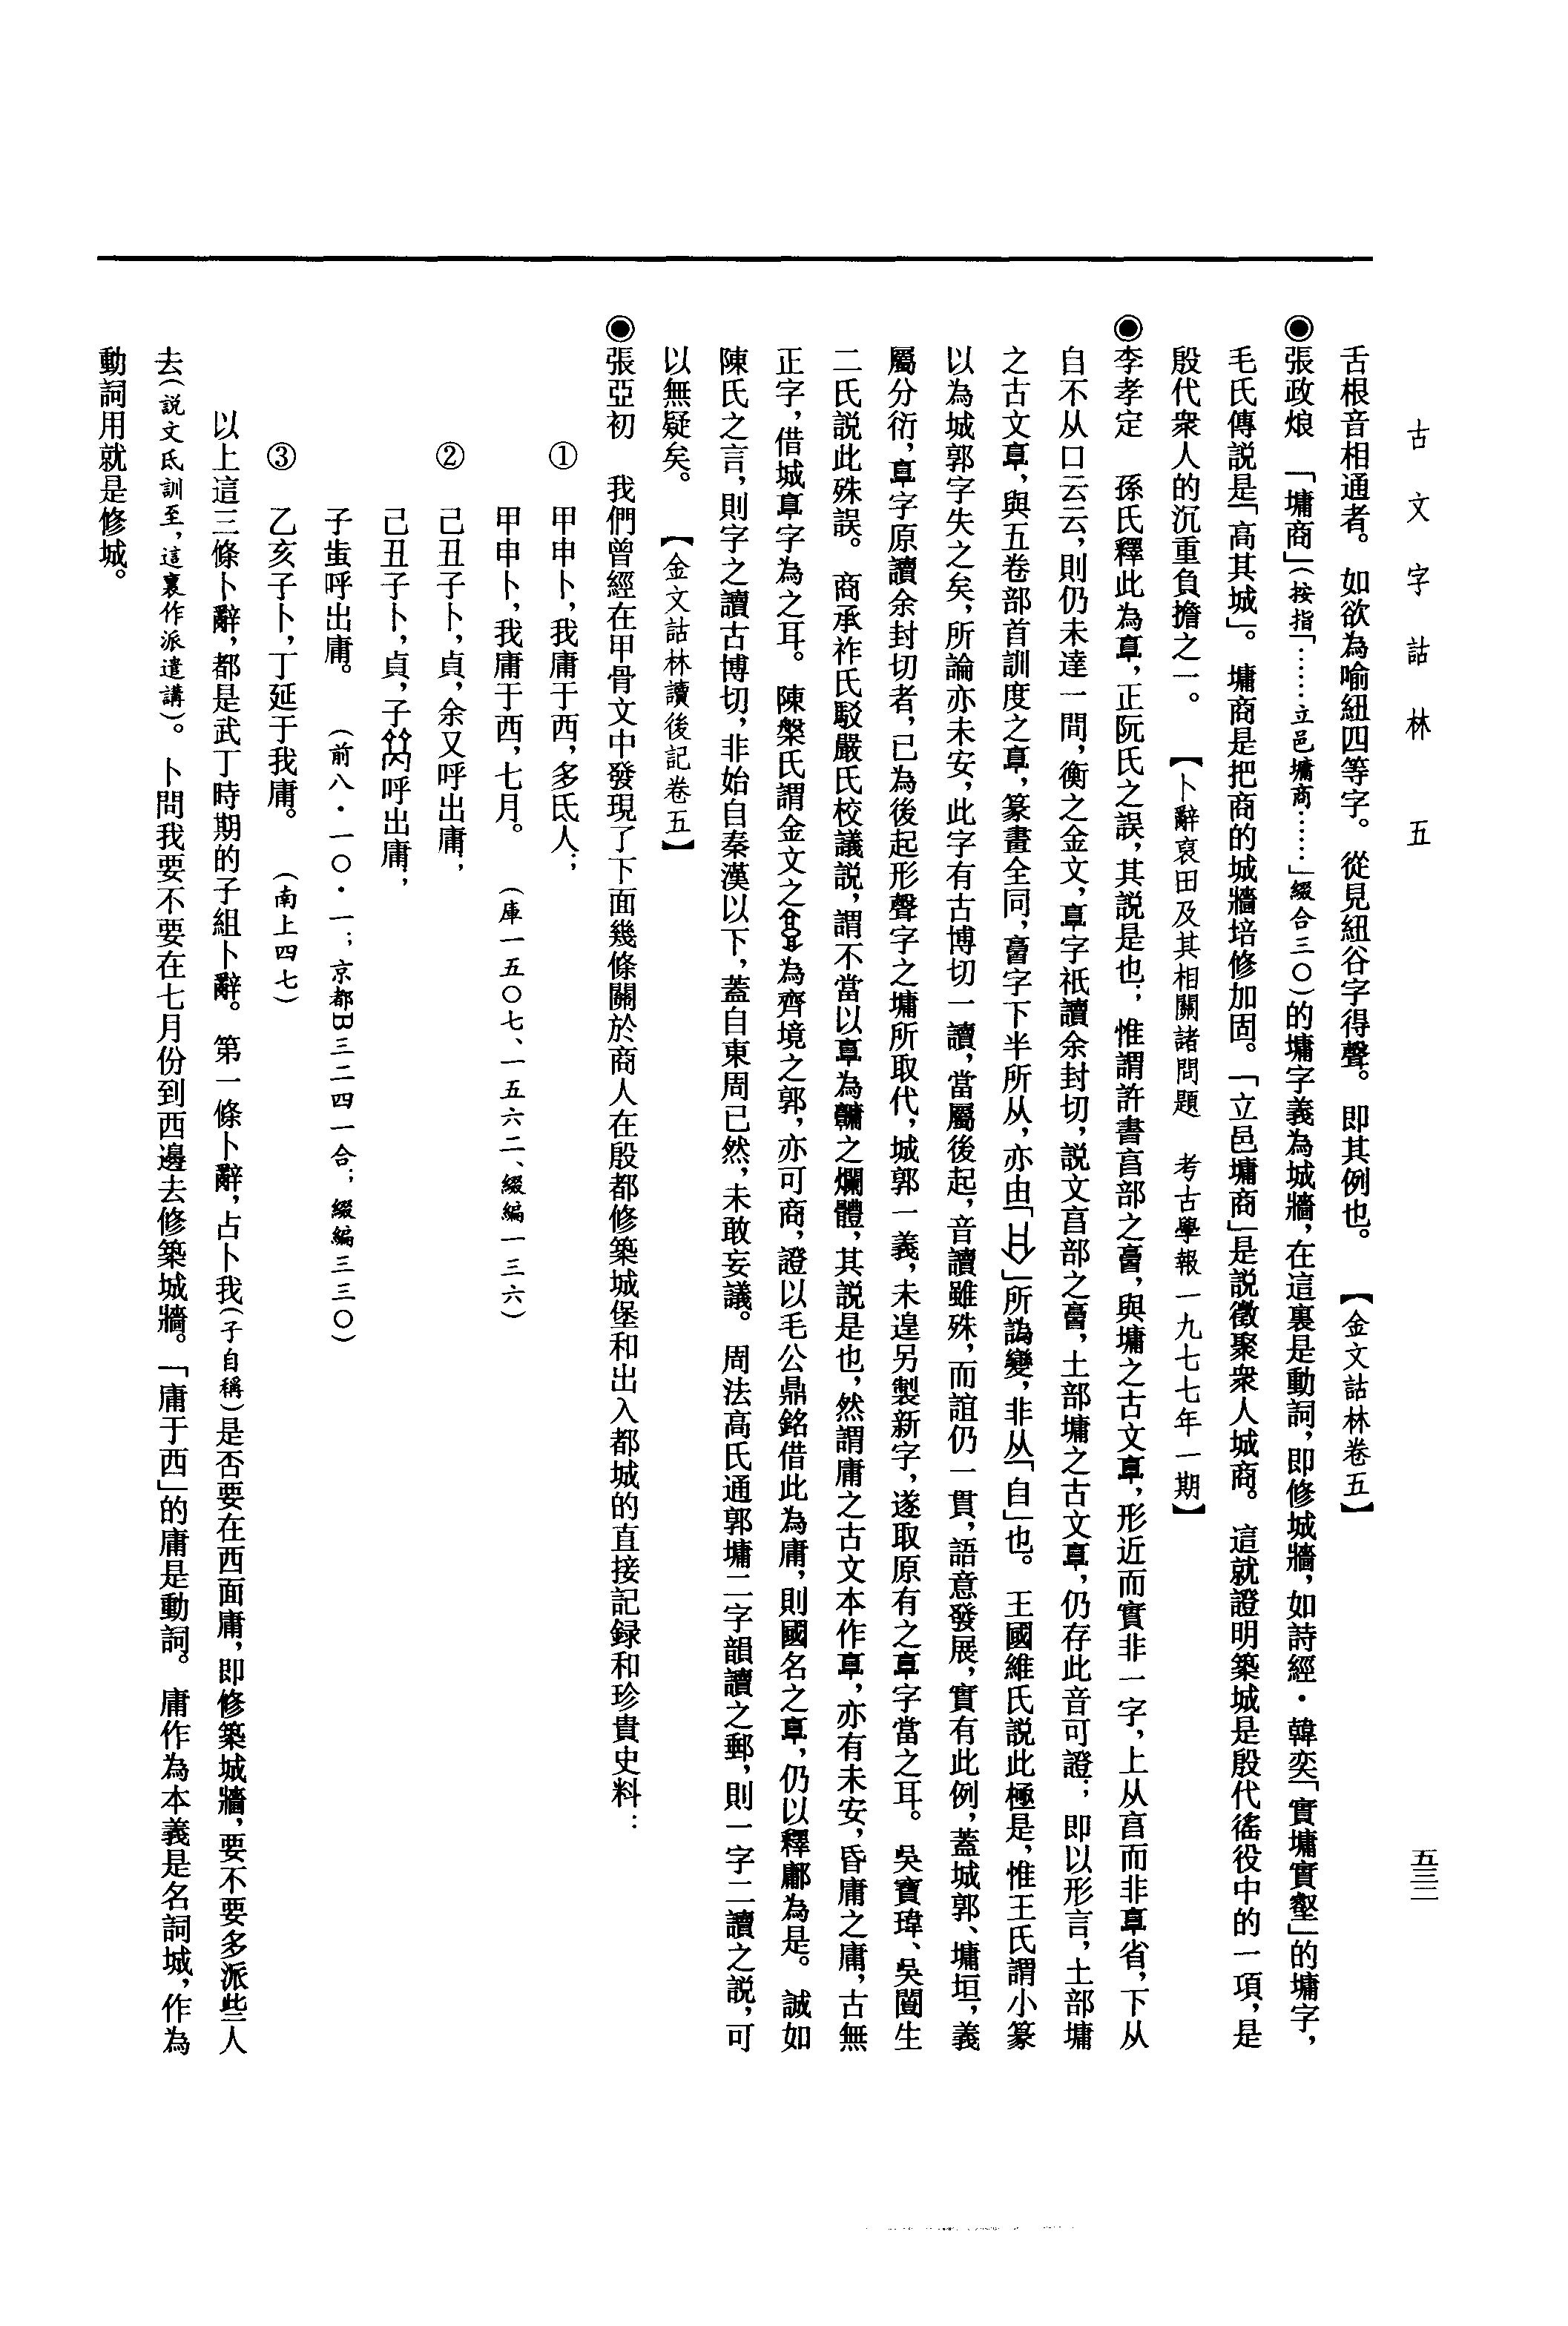 古文字詁林　五
五三二
舌根音相通者。如欲為喻紐四等字。從見紐谷字得聲。即其例也。【金文詁林卷五】
◉張政烺　「墉商」(按指「……立邑墉商……」綴合三〇)的墉字義為城牆，在這裏是動詞，即修城牆，如詩經・韓奕「實墉實壑」的墉字，
毛氏傳説是「高其城」。墉商是把商的城牆培修加固。「立邑墉商」是説徵聚衆人城商。這就證明築城是殷代徭役中的一項，是
殷代衆人的沉重負擔之一。【卜辭裒田及其相關諸問題　考古學報一九七七年一期】
◉李孝定　孫氏釋此為𩫖，正阮氏之誤，其説是也；惟謂許書亯部之𩫏，與墉之古文𩫖，形近而實非一字，上从亯而非𩫖省，下从
自不从口云云，則仍未達一間，衡之金文，𩫖字祇讀余封切，説文亯部之𩫏，土部墉之古文𩫖，仍存此音可證；即以形言，土部墉
之古文𩫖，與五卷部首訓度之𩫖，篆畫全同，𩫏字下半所从，亦由「」所譌變，非从「自」也。王國維氏説此極是，惟王氏謂小篆
以為城郭字失之矣，所論亦未安，此字有古博切一讀，當屬後起，音讀雖殊，而誼仍一貫，語意發展，實有此例，蓋城郭、墉垣，義
屬分衍，𩫖字原讀余封切者，已為後起形聲字之墉所取代，城郭一義，未遑另製新字，遂取原有之𩫖字當之耳。吳寶瑋、吳闓生
二氏説此殊誤。商承祚氏駁嚴氏校議説，謂不當以𩫖為之爛體，其説是也，然謂庸之古文本作𩫖，亦有未安，昏庸之庸，古無
正字，借城𩫖字為之耳。陳槃氏謂金文之為齊境之郭，亦可商，證以毛公鼎銘借此為庸，則國名之𩫖，仍以釋鄘為是。誠如
陳氏之言，則字之讀古博切，非始自秦漢以下，蓋自東周已然，未敢妄議。周法高氏通郭墉二字韻讀之郵，則一字二讀之説，可
以無疑矣。【金文詁林讀後記卷五】
◉張亞初　我們曾經在甲骨文中發現了下面幾條關於商人在殷都修築城堡和出入都城的直接記録和珍貴史料：
①　甲申卜，我庸于西，多氏人；
甲申卜，我庸于西，七月。(庫一五〇七、一五六二、綴編一三六)
②　己丑子卜，貞，余又呼出庸；
己丑子卜，貞，子呼出庸；
子𧉘呼出庸。(前八・一〇・一；京都B三二四一合；綴編三三〇)
③　乙亥子卜，丁延于我庸。(南上四七)
以上這三條卜辭，都是武丁時期的子組卜辭。第一條卜辭，占卜我(子自稱)是否要在西面庸，即修築城牆，要不要多派些人
去(説文氏訓至，這裏作派遣講)。卜問我要不要在七月份到西邊去修築城牆。「庸于西」的庸是動詞。庸作為本義是名詞城，作為
動詞用就是修城。